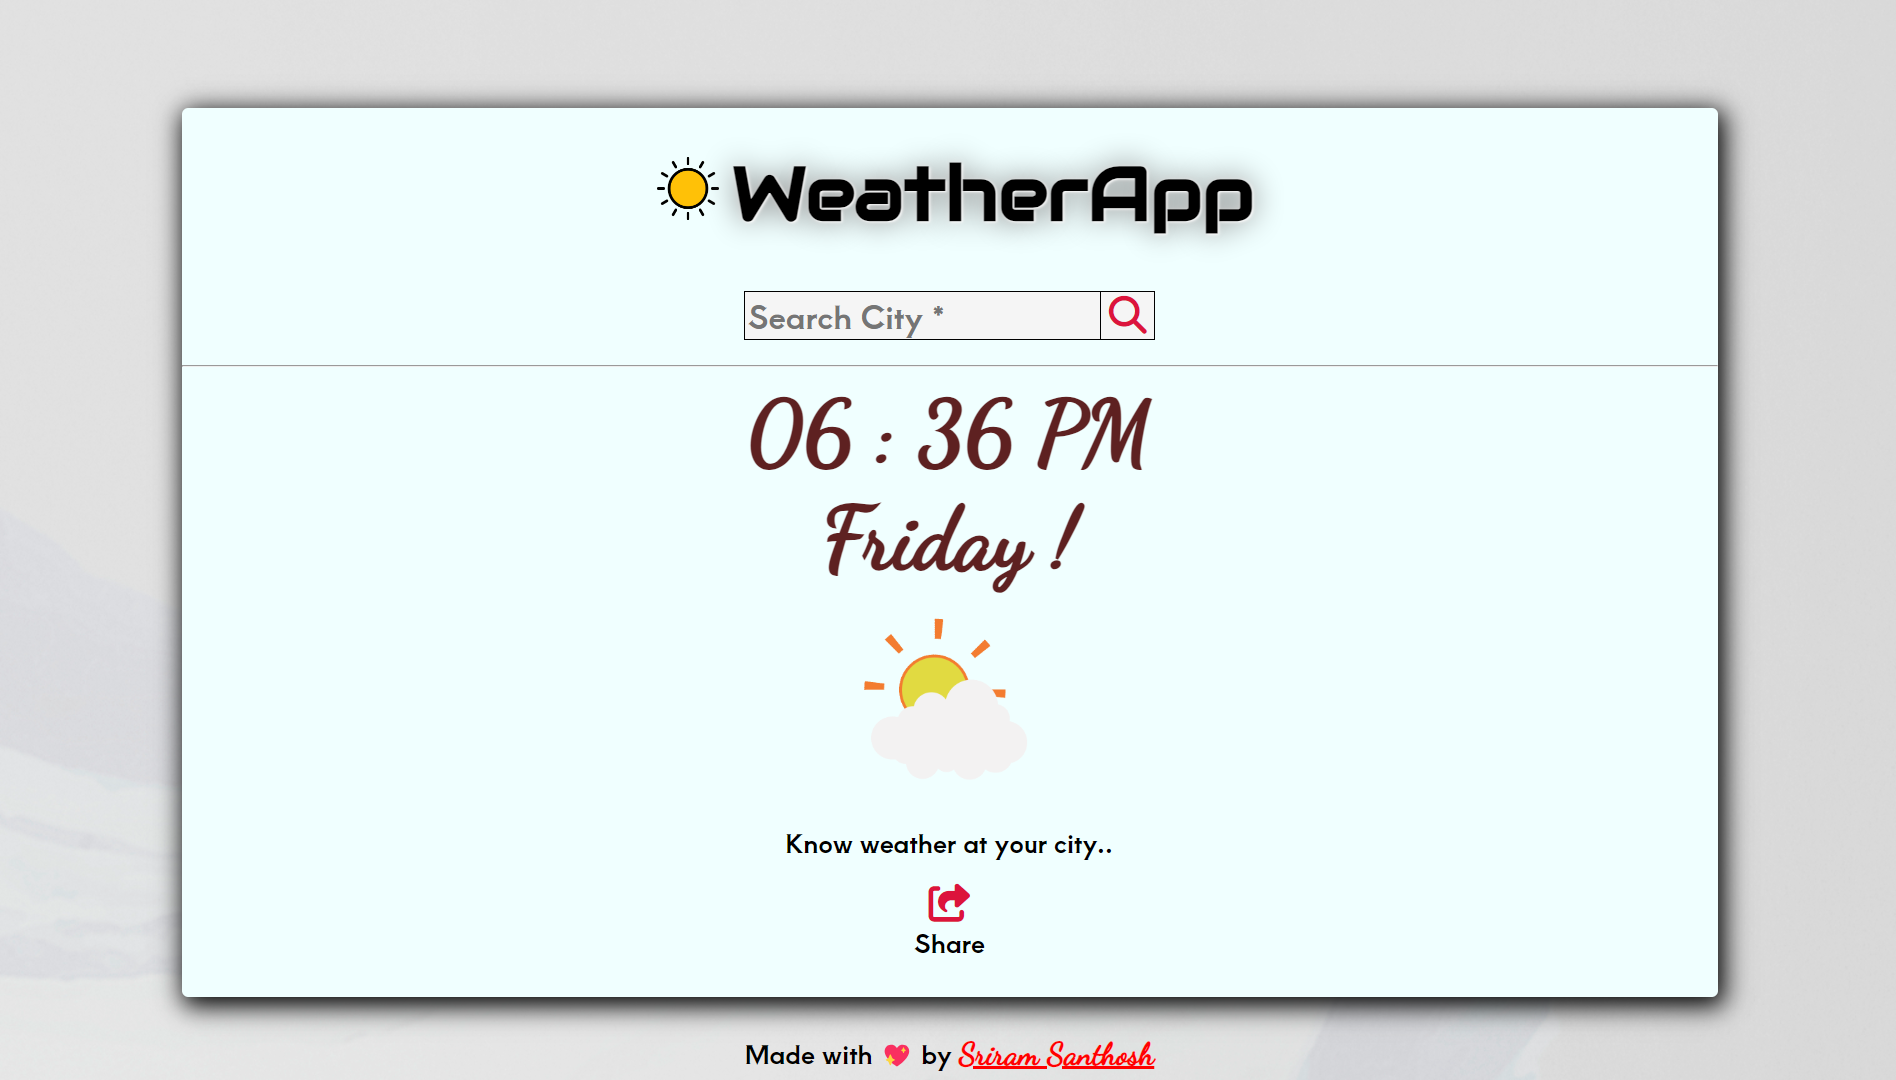 WeatherApp
Search City *
06 : 36 PM
Friday !
Know weather at your city..
Share
Made with 💖 by Sriram Santhosh